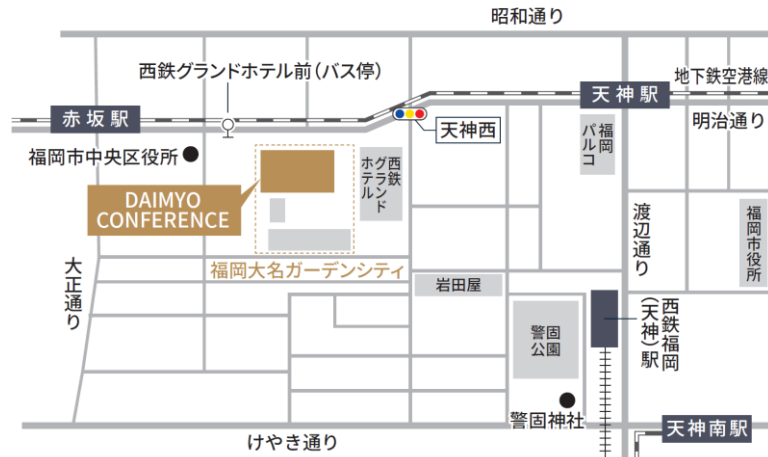 昭和通り
西鉄グランドホテル前(バス停)
地下鉄空港線
天神駅
赤坂駅
明治通り
天神西
福岡パルコ
福岡市中央区役所
西鉄グランドホテル
DAIMYO
CONFERENCE
渡辺通り
福岡市役所
福岡大名ガーデンシティ
大正通り
岩田屋
西鉄福岡
(天神)駅
警固
公園
警固神社
天神南駅
けやき通り